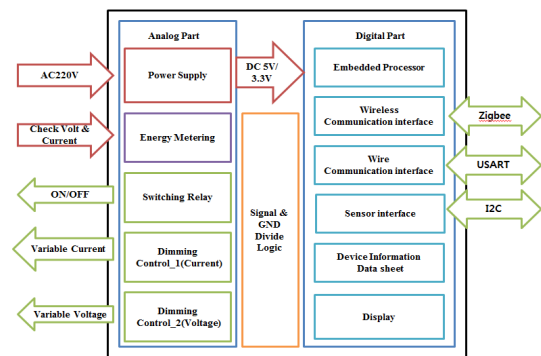 Analog Part
Digital Part
AC220V
Power Supply
DC 5V/
3.3V
Embedded Processor
Wireless
Communication interface
Zigbee
Check Volt &
Current
Energy Metering
Wire
Communication interface
USART
ON/OFF
Switching Relay
Signal &
GND
Divide
Logic
Sensor interface
I2C
Variable Current
Dimming
Control_1(Current)
Device Information
Data sheet
Variable Voltage
Dimming
Control_2(Voltage)
Display